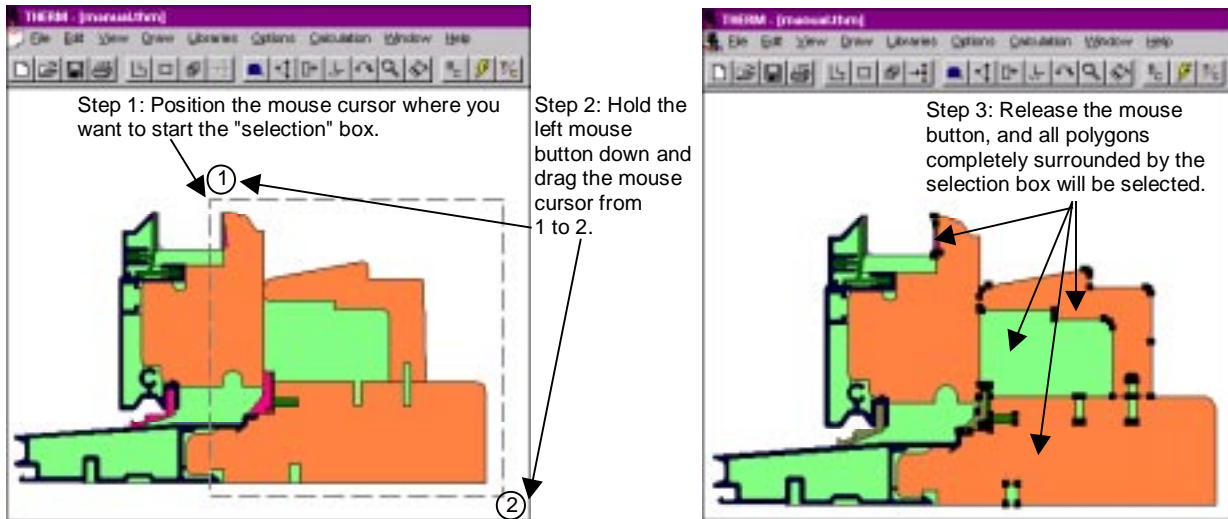 THERM - [manual.thm]
File Edit View Draw Libraries Options Calculation Window Help
Step 1: Position the mouse cursor where you
want to start the "selection" box.
Step 2: Hold the
left mouse
button down and
drag the mouse
cursor from
1 to 2.
1
2
THERM - [manual.thm]
File Edit View Draw Libraries Options Calculation Window Help
Step 3: Release the mouse
button, and all polygons
completely surrounded by the
selection box will be selected.